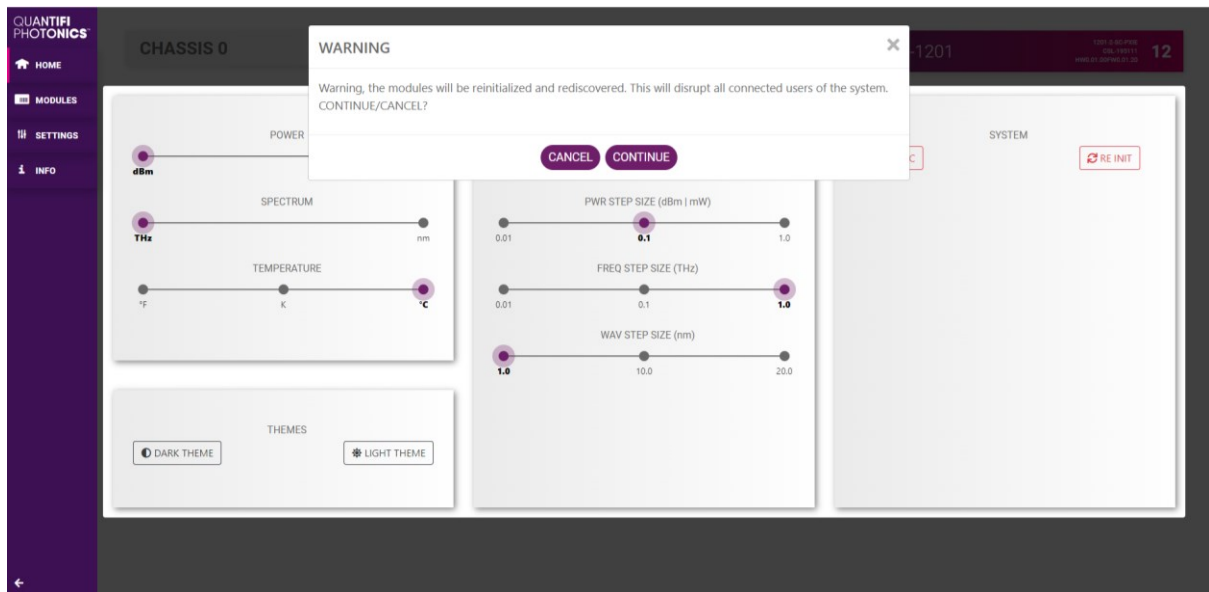 QUANTIFI
PHOTONICS™
HOME
MODULES
SETTINGS
INFO
CHASSIS 0
-1201
12
WARNING
×
Warning, the modules will be reinitialized and rediscovered. This will disrupt all connected users of the system.
CONTINUE/CANCEL?
CANCEL
CONTINUE
POWER
dBm
SPECTRUM
THz
nm
TEMPERATURE
°F
K
°C
THEMES
DARK THEME
LIGHT THEME
PWR STEP SIZE (dBm | mW)
0.01
0.1
1.0
FREQ STEP SIZE (THz)
0.01
0.1
1.0
WAV STEP SIZE (nm)
1.0
10.0
20.0
SYSTEM
C
RE INIT